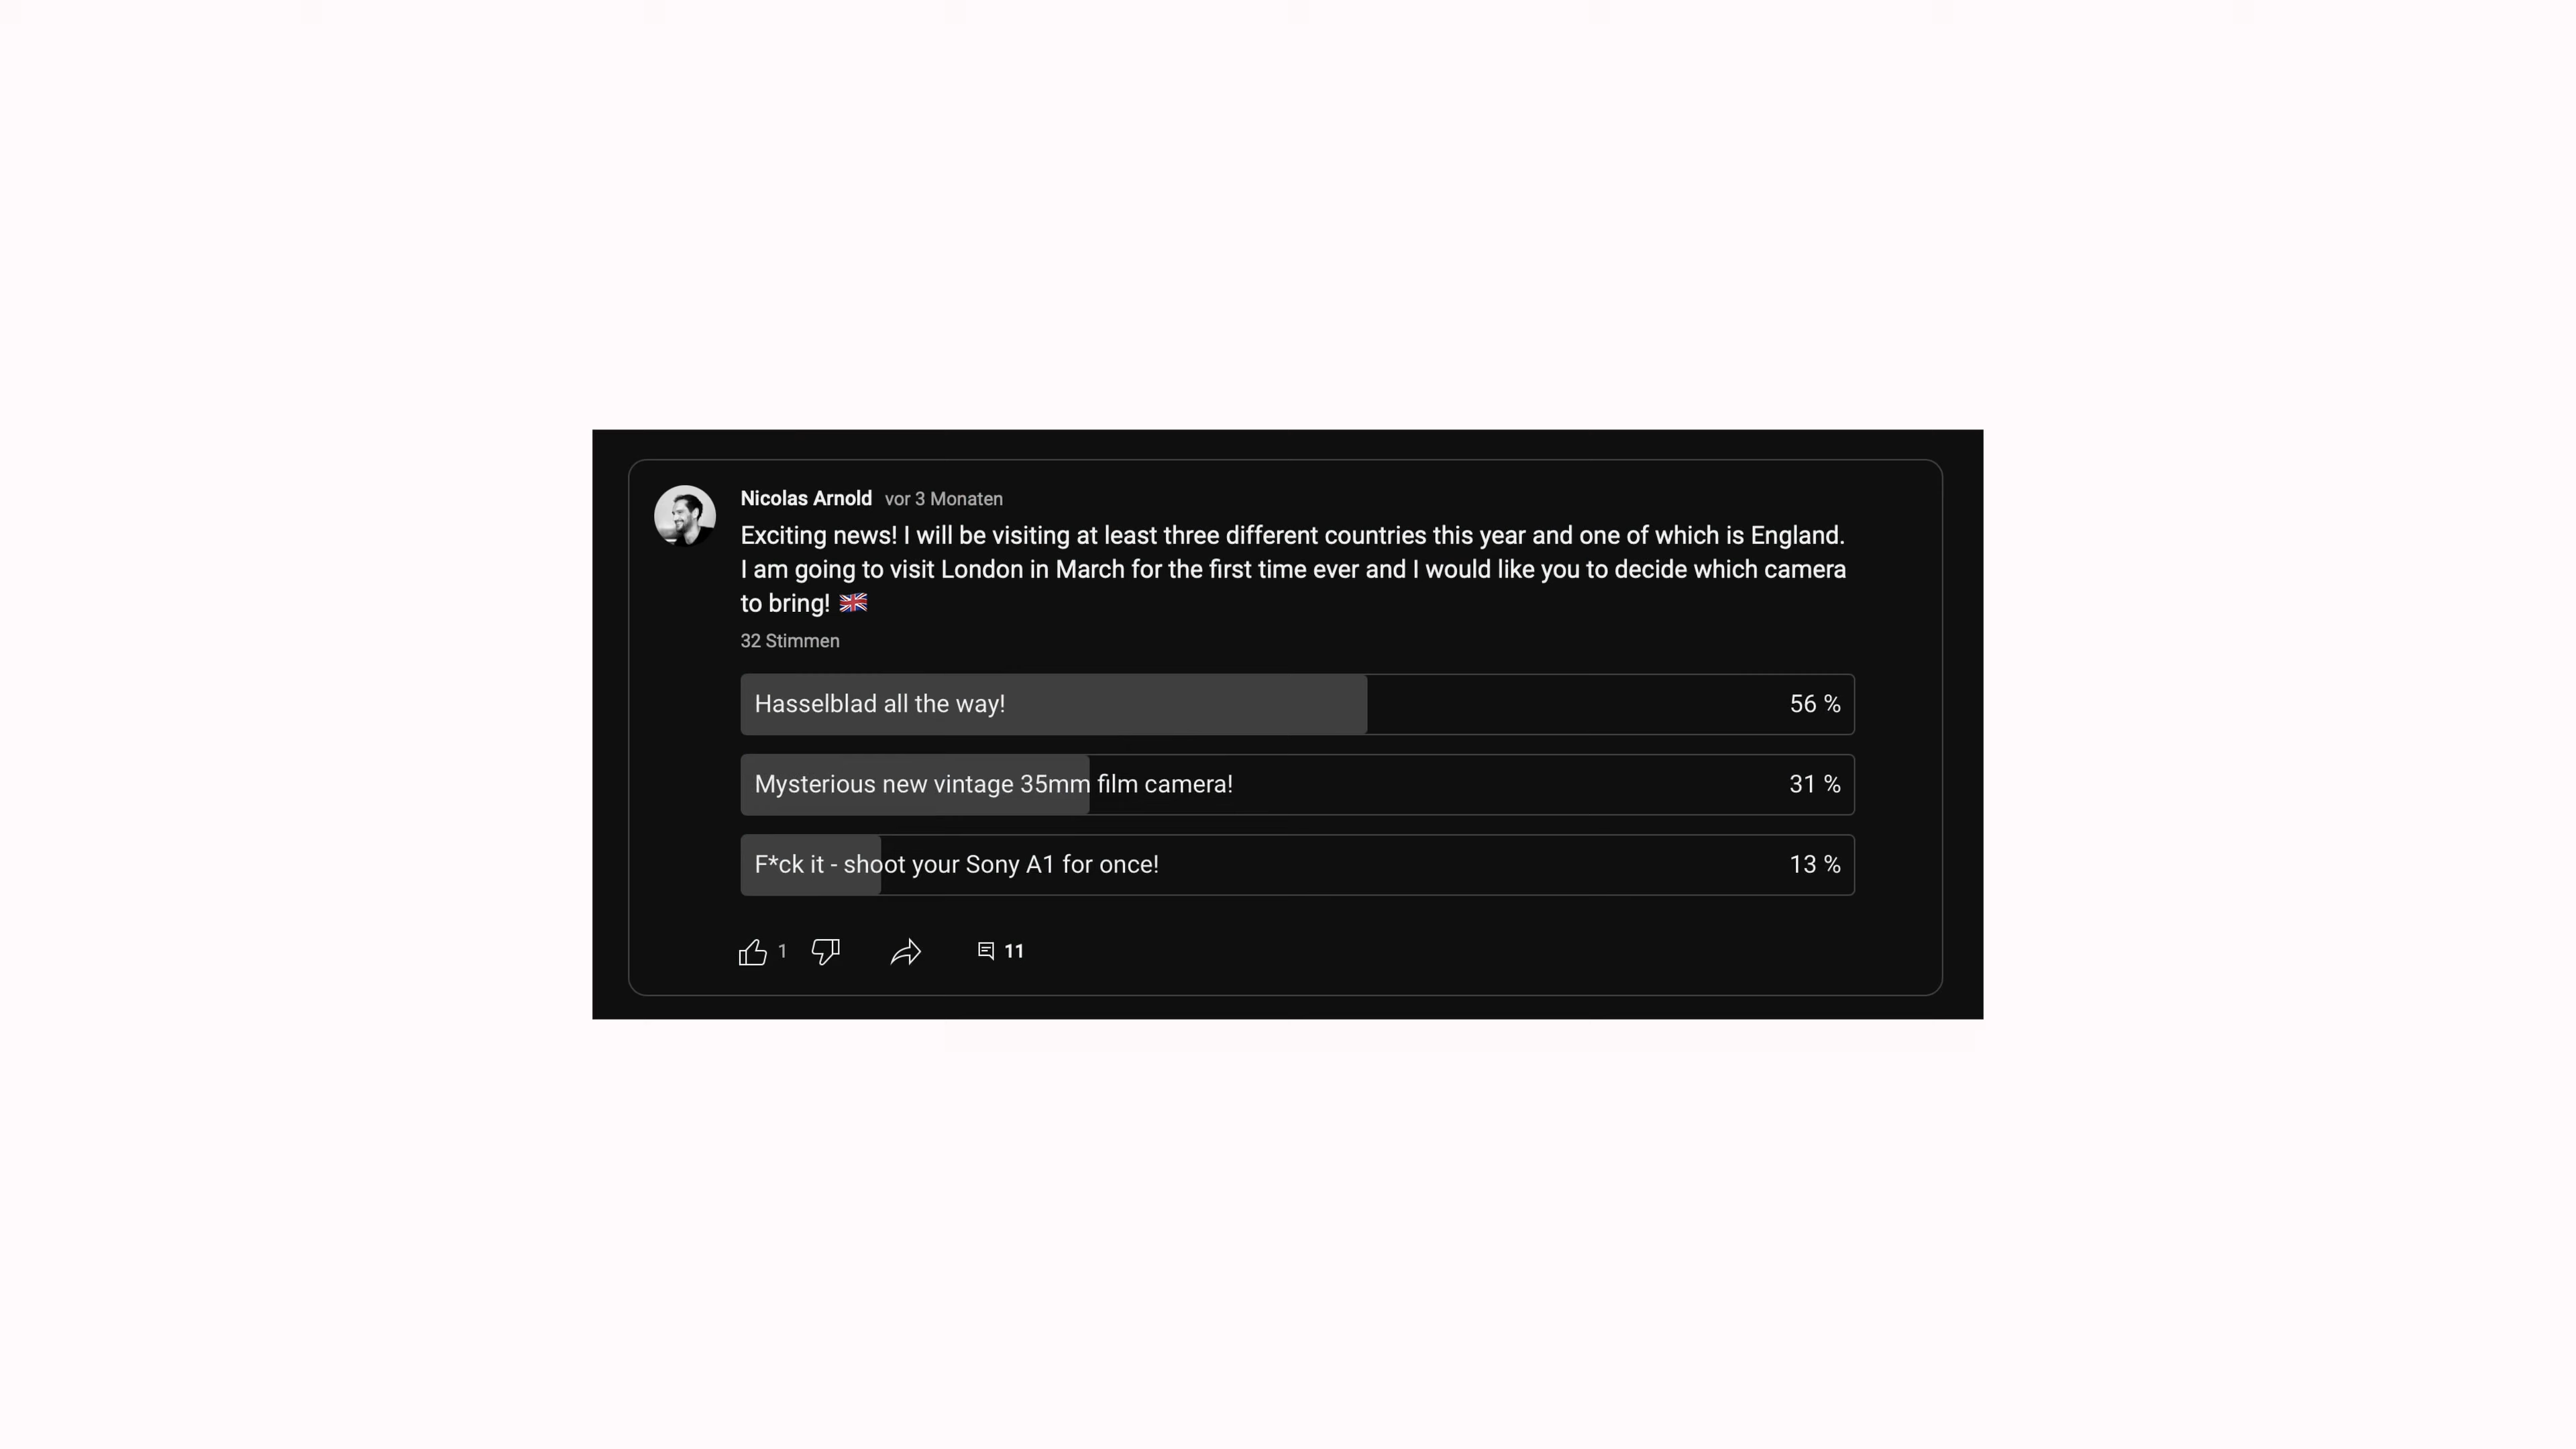 Nicolas Arnold vor 3 Monaten
Exciting news! I will be visiting at least three different countries this year and one of which is England.
I am going to visit London in March for the first time ever and I would like you to decide which camera
to bring! 🇬🇧
32 Stimmen
Hasselblad all the way! 56 %
Mysterious new vintage 35mm film camera! 31 %
F*ck it - shoot your Sony A1 for once! 13 %
1 11